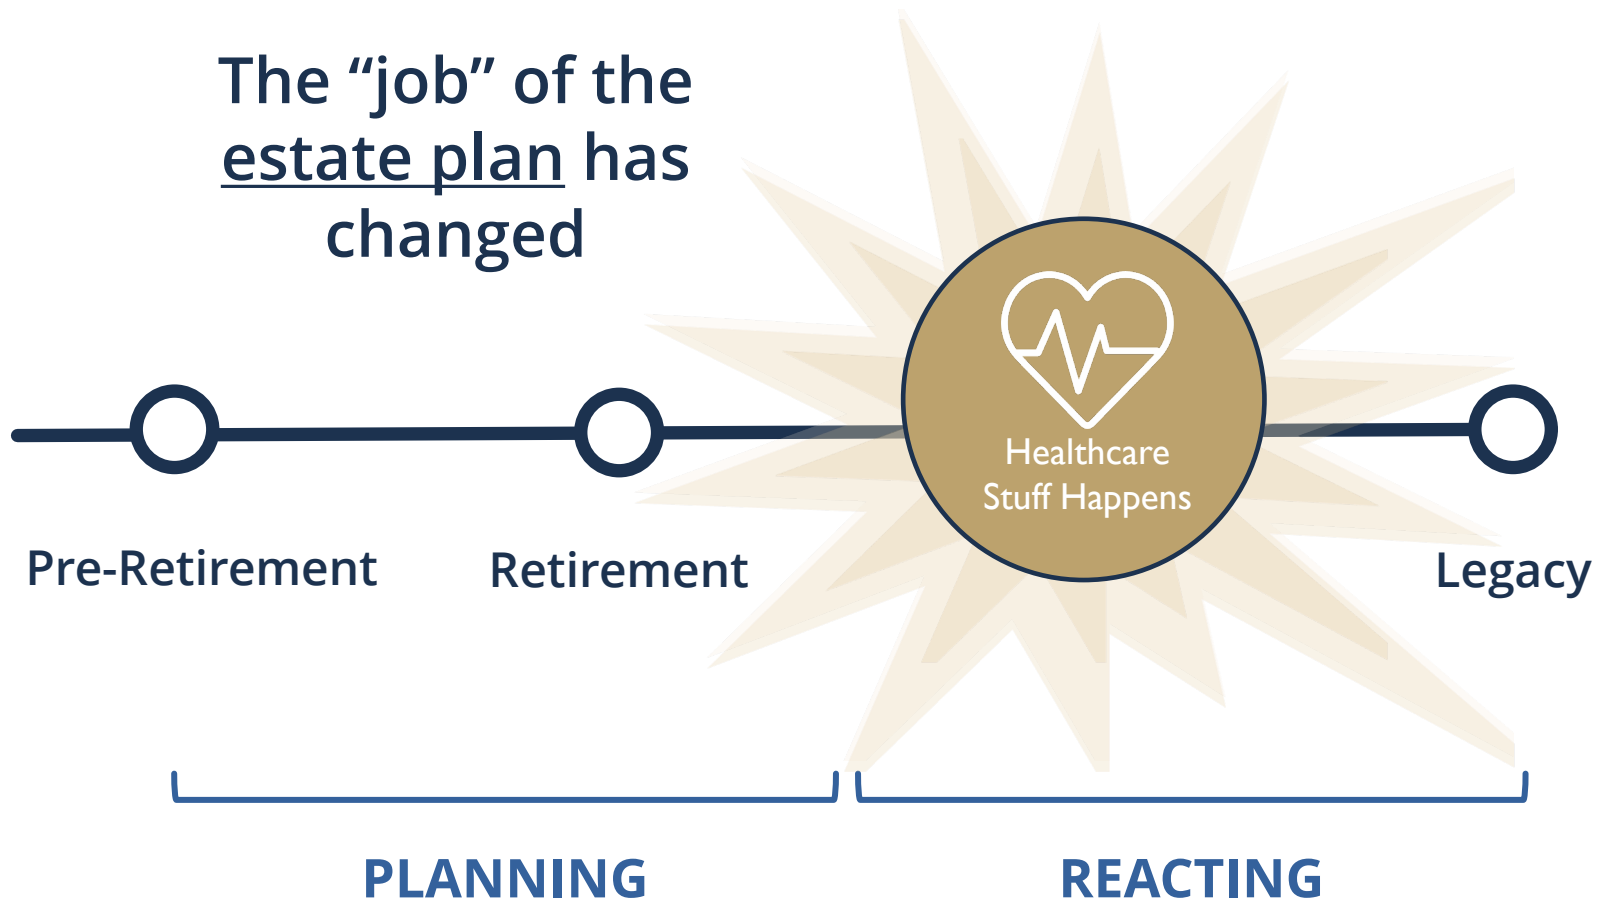 The “job” of the
estate plan has
changed
Healthcare
Stuff Happens
Pre-Retirement
Retirement
Legacy
PLANNING
REACTING